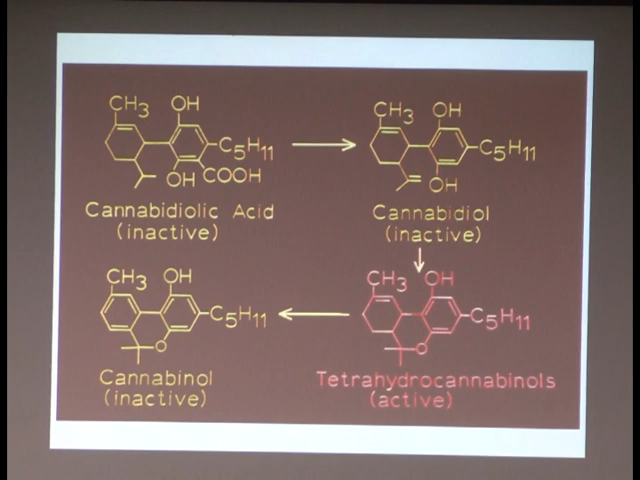 CH3 OH
C5H11
OH COOH
Cannabidiolic Acid
(inactive)
CH3 OH
C5H11
OH
Cannabidiol
(inactive)
CH3 OH
C5H11
O
Cannabinol
(inactive)
CH3 OH
C5H11
O
Tetrahydrocannabinols
(active)